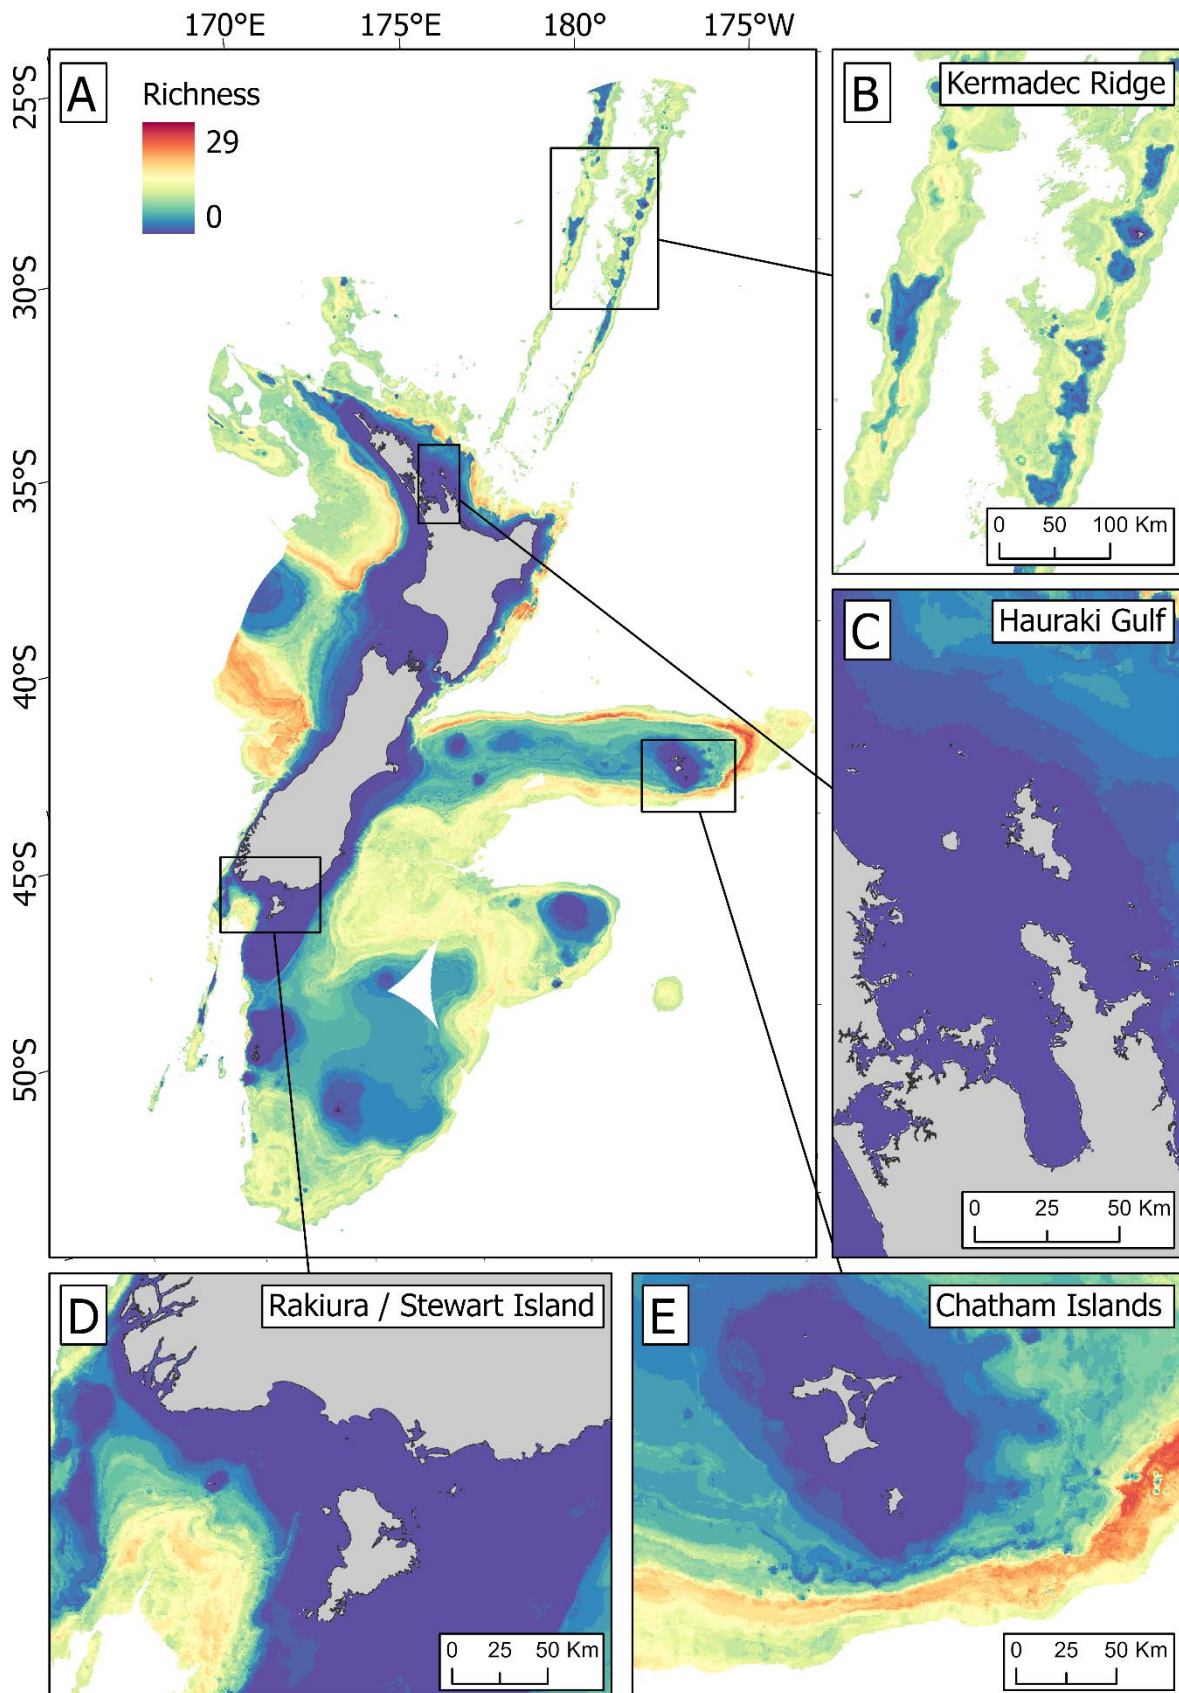 170°E 175°E 180° 175°W
A
Richness
29
0
25°S
30°S
35°S
40°S
45°S
50°S
B
Kermadec Ridge
0 50 100 Km
C
Hauraki Gulf
0 25 50 Km
D
Rakiura / Stewart Island
0 25 50 Km
E
Chatham Islands
0 25 50 Km